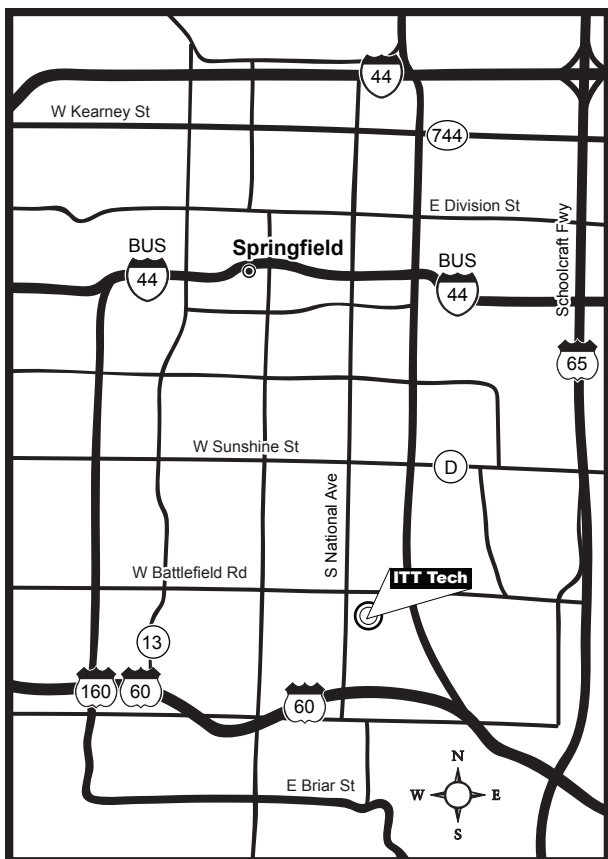 44
W Kearney St
744
E Division St
Schoolcraft Fwy
BUS
44
Springfield
BUS
44
65
W Sunshine St
D
S National Ave
W Battlefield Rd
ITT Tech
13
160
60
60
E Briar St
N
W
E
S